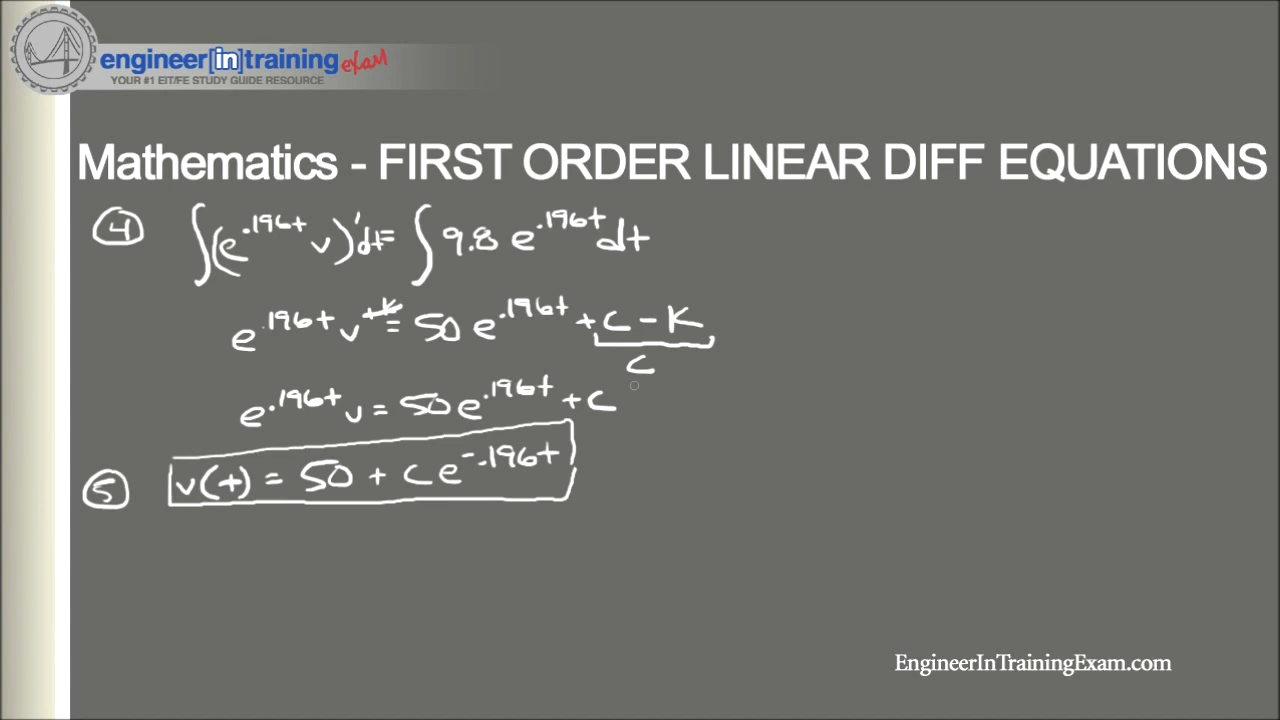 engineer[in]training exam
YOUR #1 EIT/FE STUDY GUIDE RESOURCE
Mathematics - FIRST ORDER LINEAR DIFF EQUATIONS
④ ∫(e^.196t v)' dt = ∫ 9.8 e^.196t dt
e^.196t v +K = 50 e^.196t + C - K
C
e^.196t v = 50 e^.196t + C
⑤ v(t) = 50 + C e^-.196t
EngineerInTrainingExam.com